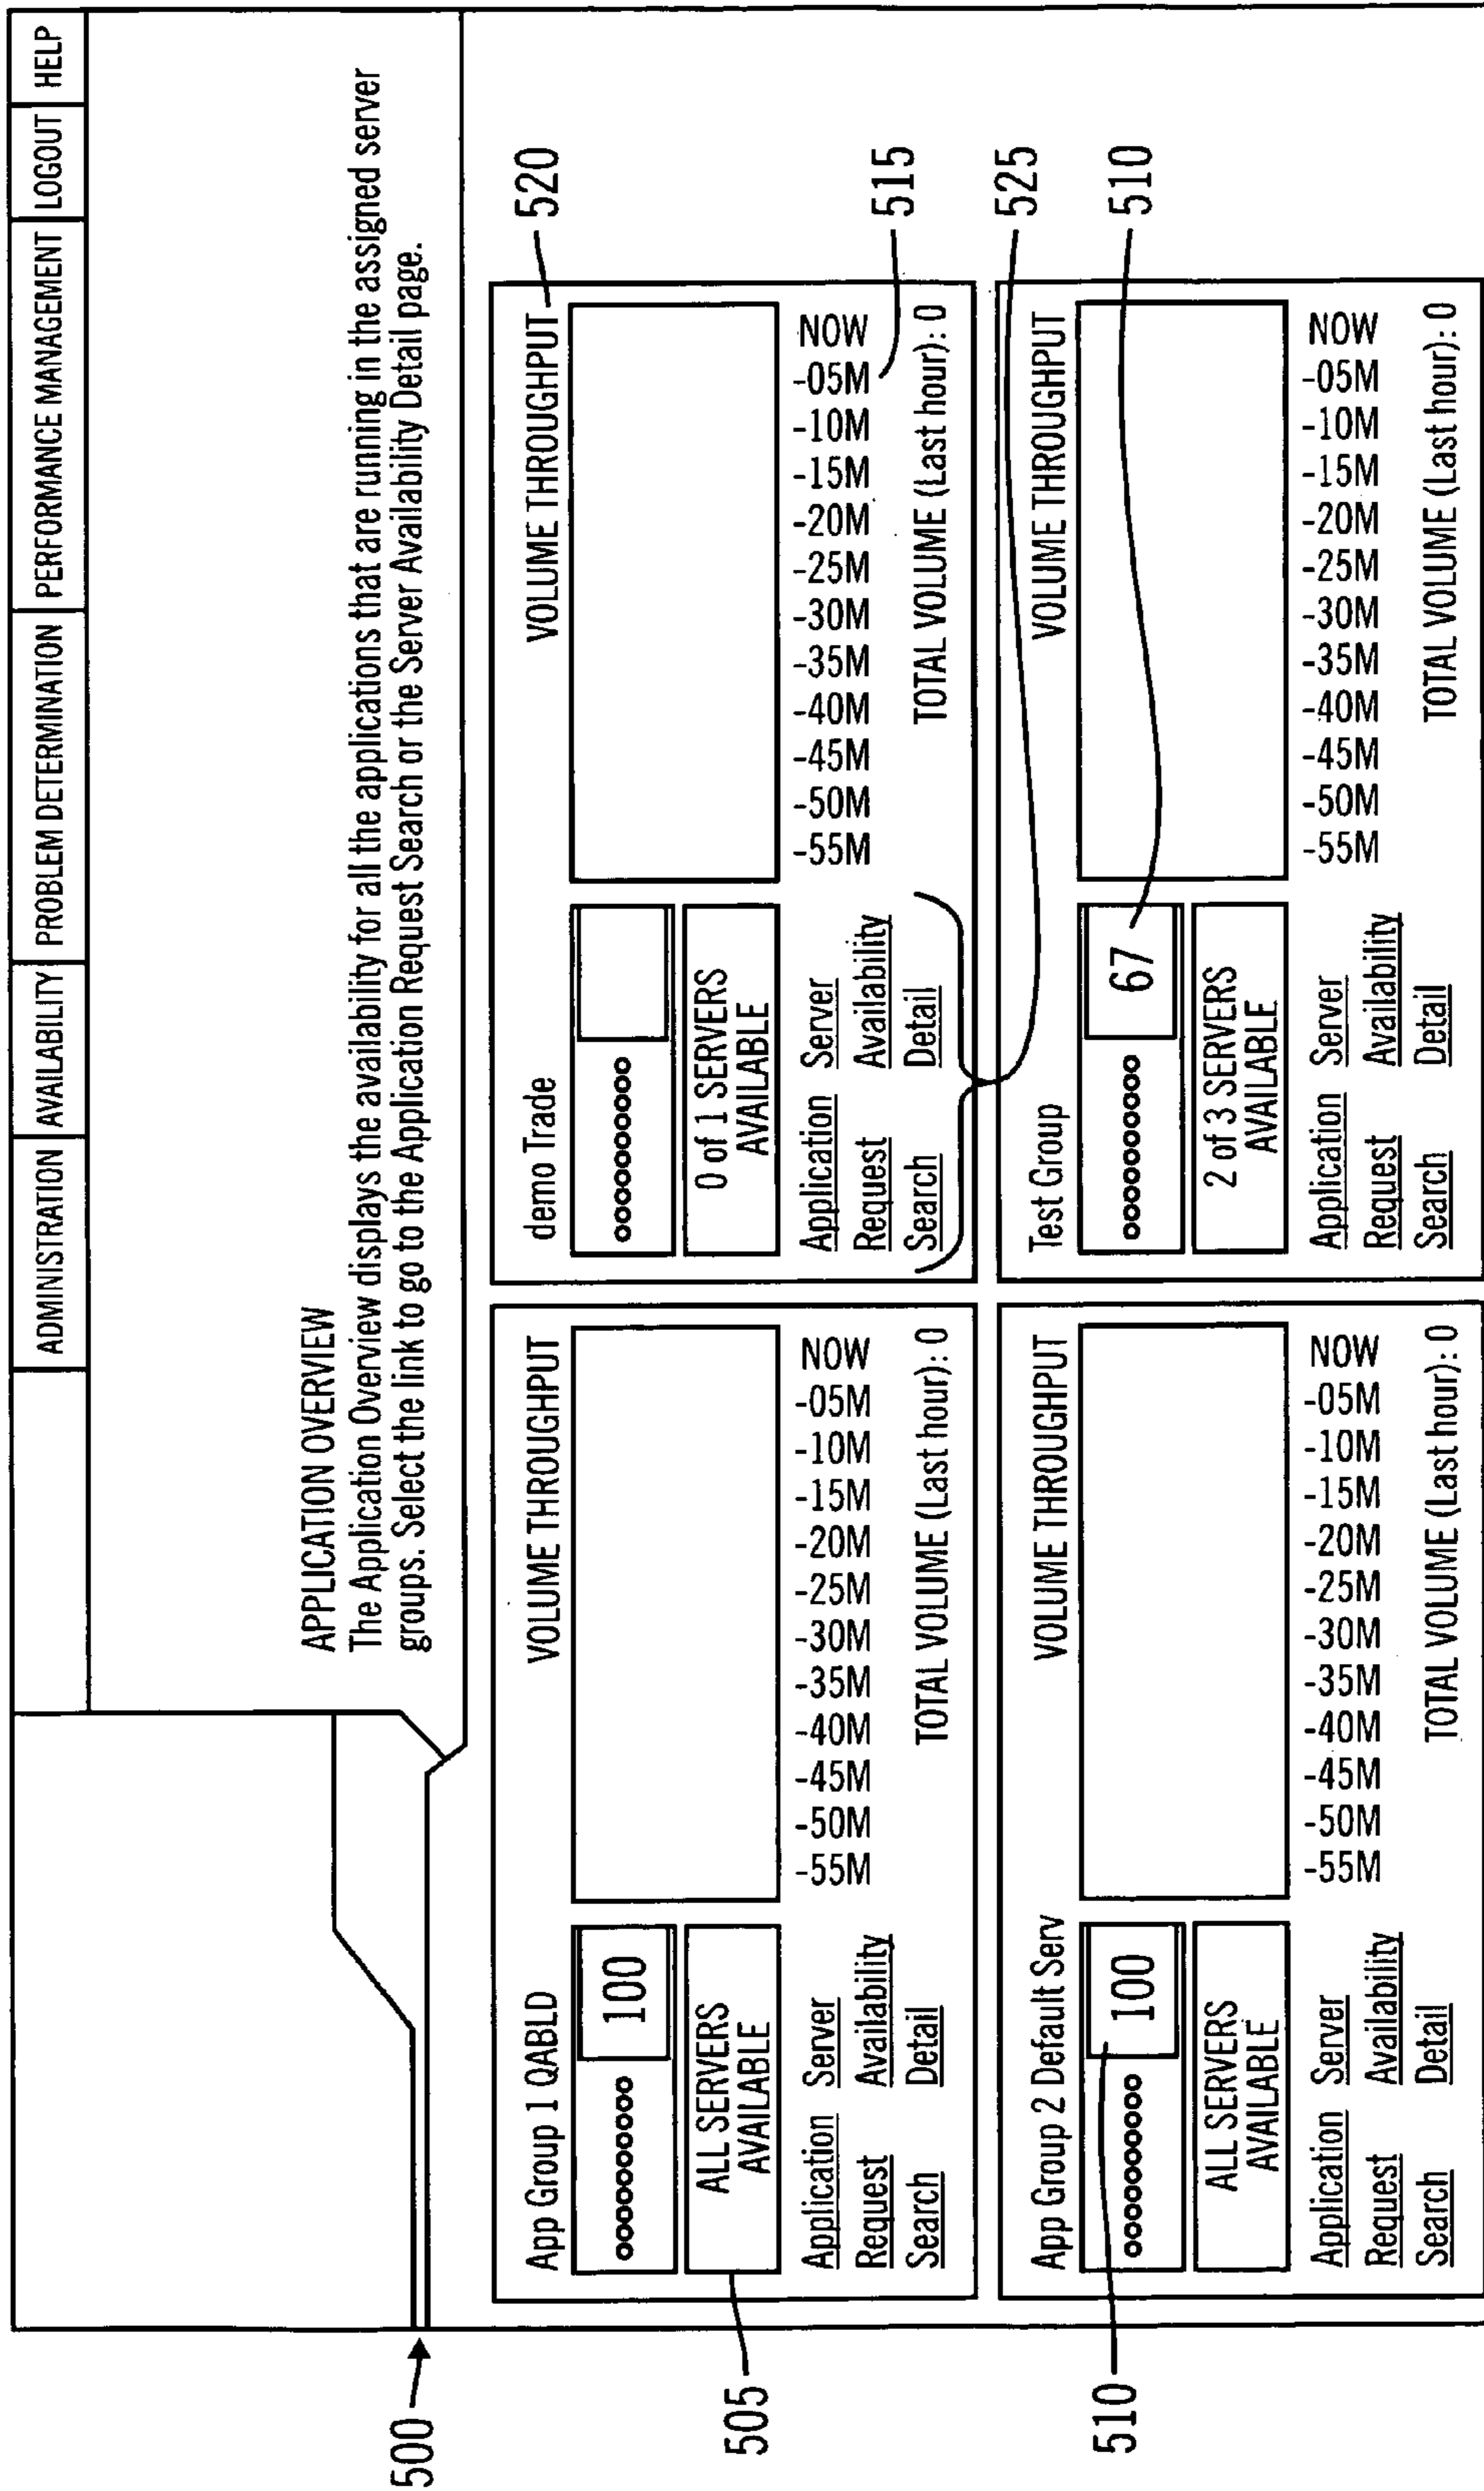 ADMINISTRATION AVAILABILITY PROBLEM DETERMINATION PERFORMANCE MANAGEMENT LOGOUT HELP
APPLICATION OVERVIEW
The Application Overview displays the availability for all the applications that are running in the assigned server
groups. Select the link to go to the Application Request Search or the Server Availability Detail page.
500
App Group 1 QABLD
VOLUME THROUGHPUT
100
ALL SERVERS
AVAILABLE
505
-55M -50M -45M -40M -35M -30M -25M -20M -15M -10M -05M NOW
Application Server
Request Availability
Search Detail
TOTAL VOLUME (Last hour): 0
demo Trade
VOLUME THROUGHPUT
520
0 of 1 SERVERS
AVAILABLE
-55M -50M -45M -40M -35M -30M -25M -20M -15M -10M -05M NOW
515
Application Server
Request Availability
Search Detail
TOTAL VOLUME (Last hour): 0
525
App Group 2 Default Serv
VOLUME THROUGHPUT
100
510
ALL SERVERS
AVAILABLE
-55M -50M -45M -40M -35M -30M -25M -20M -15M -10M -05M NOW
Application Server
Request Availability
Search Detail
TOTAL VOLUME (Last hour): 0
Test Group
VOLUME THROUGHPUT
67
510
2 of 3 SERVERS
AVAILABLE
-55M -50M -45M -40M -35M -30M -25M -20M -15M -10M -05M NOW
Application Server
Request Availability
Search Detail
TOTAL VOLUME (Last hour): 0